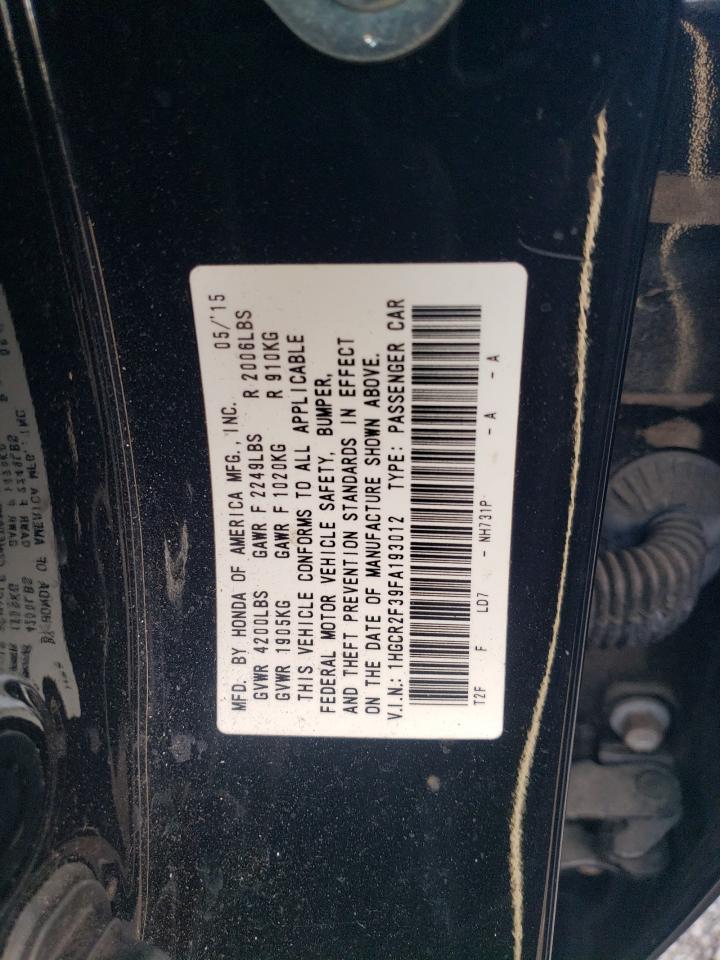 MFD. BY HONDA OF AMERICA MFG., INC. 05/'15
GVWR 4200LBS GAWR F 2249LBS R 2006LBS
GVWR 1905KG GAWR F 1020KG R 910KG
THIS VEHICLE CONFORMS TO ALL APPLICABLE
FEDERAL MOTOR VEHICLE SAFETY, BUMPER,
AND THEFT PREVENTION STANDARDS IN EFFECT
ON THE DATE OF MANUFACTURE SHOWN ABOVE.
V.I.N.: 1HGCR2F39FA193012 TYPE: PASSENGER CAR
T2F F LD7 - NH731P - A - A